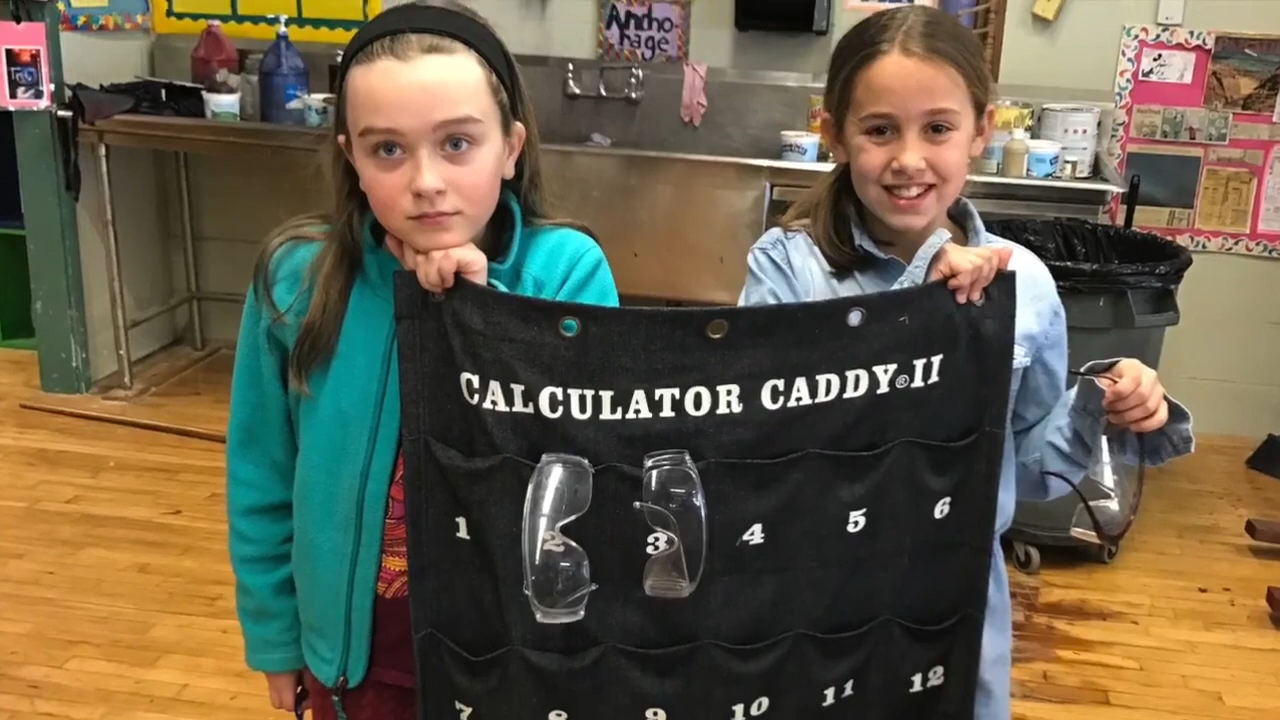 Ancho-
rage
CALCULATOR CADDY® II
1 2 3 4 5 6
7 8 9 10 11 12